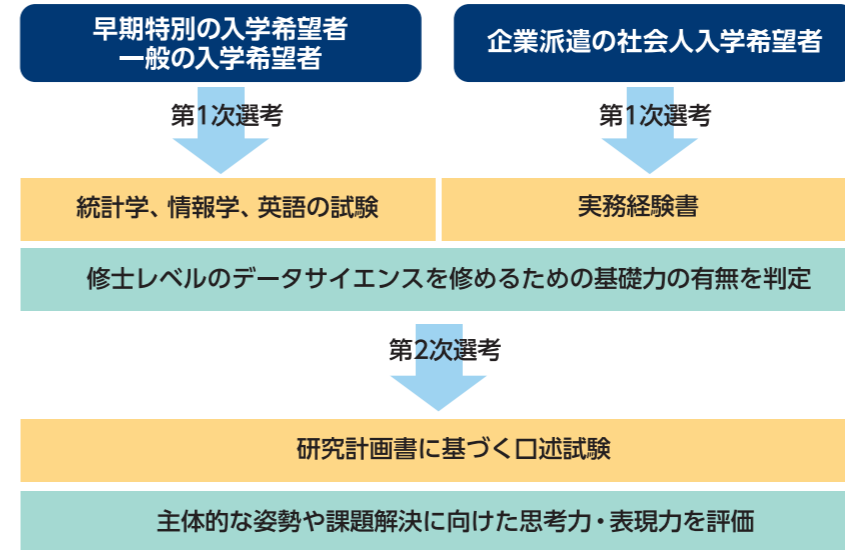 早期特別の入学希望者
一般の入学希望者
企業派遣の社会人入学希望者
第1次選考
第1次選考
統計学、情報学、英語の試験
実務経験書
修士レベルのデータサイエンスを修めるための基礎力の有無を判定
第2次選考
研究計画書に基づく口述試験
主体的な姿勢や課題解決に向けた思考力・表現力を評価